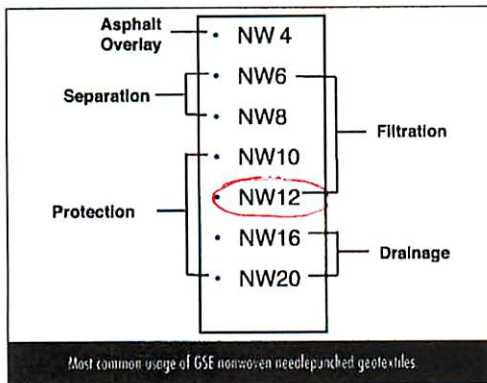 Asphalt
Overlay
• NW 4
• NW6
Separation
• NW8
Filtration
• NW10
• NW12
Protection
• NW16
Drainage
• NW20
Most common usage of GSE nonwoven needlepunched geotextiles.